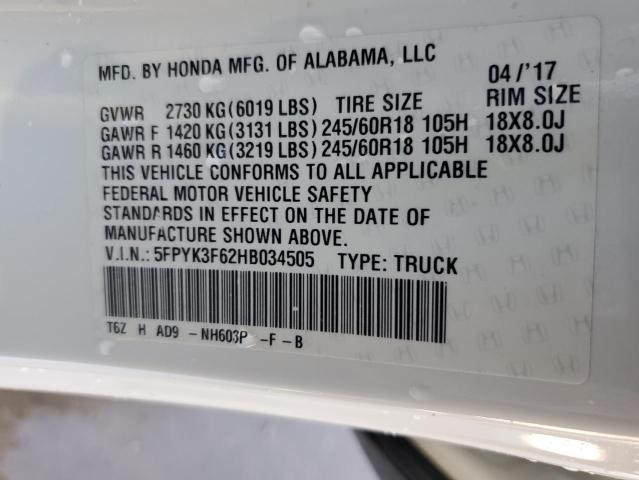 MFD. BY HONDA MFG. OF ALABAMA, LLC 04/'17
GVWR 2730 KG(6019 LBS) TIRE SIZE RIM SIZE
GAWR F 1420 KG(3131 LBS) 245/60R18 105H 18X8.0J
GAWR R 1460 KG(3219 LBS) 245/60R18 105H 18X8.0J
THIS VEHICLE CONFORMS TO ALL APPLICABLE
FEDERAL MOTOR VEHICLE SAFETY
STANDARDS IN EFFECT ON THE DATE OF
MANUFACTURE SHOWN ABOVE.
V.I.N.: 5FPYK3F62HB034505 TYPE: TRUCK
T6Z H AD9 -NH603P -F-B